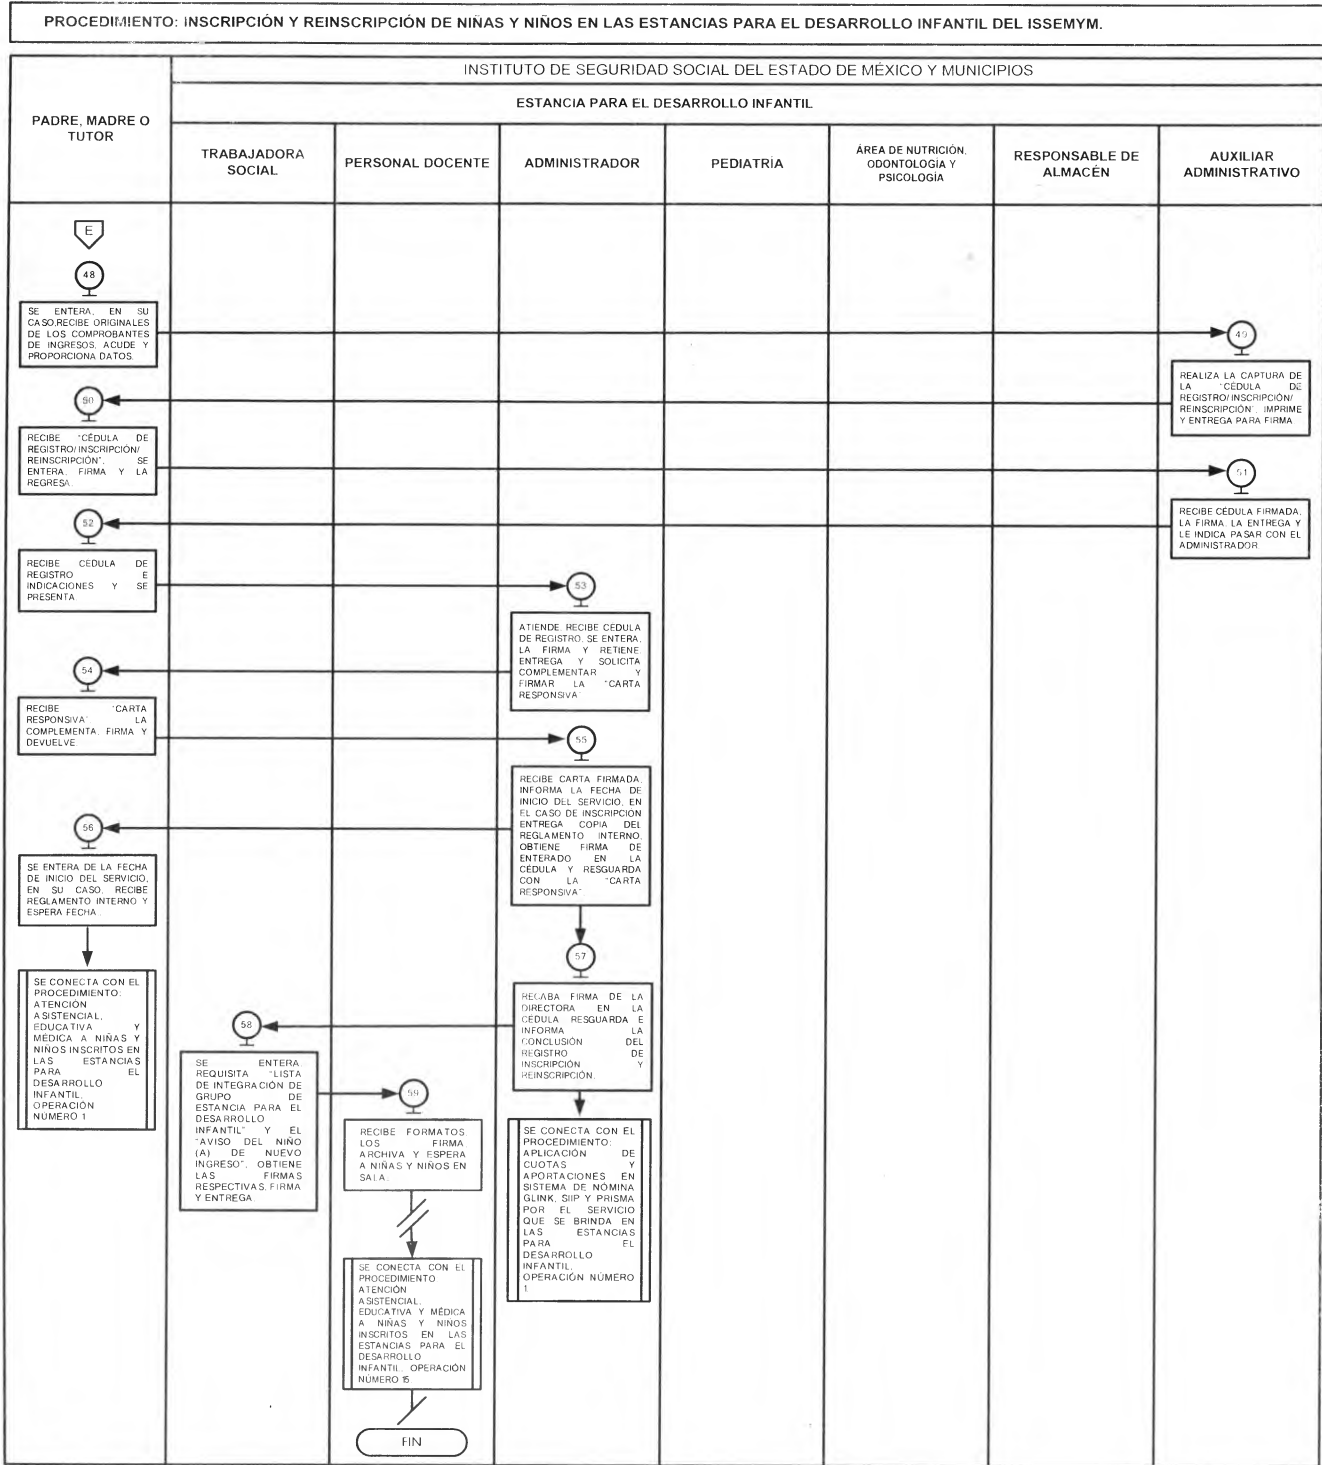 PROCEDIMIENTO: INSCRIPCIÓN Y REINSCRIPCIÓN DE NIÑAS Y NIÑOS EN LAS ESTANCIAS PARA EL DESARROLLO INFANTIL DEL ISSEMYM.
INSTITUTO DE SEGURIDAD SOCIAL DEL ESTADO DE MÉXICO Y MUNICIPIOS
ESTANCIA PARA EL DESARROLLO INFANTIL
PADRE, MADRE O
TUTOR
TRABAJADORA
SOCIAL
PERSONAL DOCENTE
ADMINISTRADOR
PEDIATRÍA
ÁREA DE NUTRICIÓN,
ODONTOLOGÍA Y
PSICOLOGÍA
RESPONSABLE DE
ALMACÉN
AUXILIAR
ADMINISTRATIVO
E
48
SE ENTERA, EN SU
CASO,RECIBE ORIGINALES
DE LOS COMPROBANTES
DE INGRESOS, ACUDE Y
PROPORCIONA DATOS.
49
REALIZA LA CAPTURA DE
LA "CÉDULA DE
REGISTRO/INSCRIPCIÓN/
REINSCRIPCIÓN", IMPRIME
Y ENTREGA PARA FIRMA.
50
RECIBE "CÉDULA DE
REGISTRO/INSCRIPCIÓN/
REINSCRIPCIÓN", SE
ENTERA, FIRMA Y LA
REGRESA.
51
RECIBE CÉDULA FIRMADA,
LA FIRMA, LA ENTREGA Y
LE INDICA PASAR CON EL
ADMINISTRADOR
52
RECIBE CEDULA DE
REGISTRO E
INDICACIONES Y SE
PRESENTA
53
ATIENDE, RECIBE CÉDULA
DE REGISTRO, SE ENTERA,
LA FIRMA Y RETIENE.
ENTREGA Y SOLICITA
COMPLEMENTAR Y
FIRMAR LA "CARTA
RESPONSIVA"
54
RECIBE "CARTA
RESPONSIVA" LA
COMPLEMENTA, FIRMA Y
DEVUELVE.
55
RECIBE CARTA FIRMADA,
INFORMA LA FECHA DE
INICIO DEL SERVICIO, EN
EL CASO DE INSCRIPCION
ENTREGA COPIA DEL
REGLAMENTO INTERNO,
OBTIENE FIRMA DE
ENTERADO EN LA
CÉDULA Y RESGUARDA
CON LA "CARTA
RESPONSIVA".
56
SE ENTERA DE LA FECHA
DE INICIO DEL SERVICIO,
EN SU CASO, RECIBE
REGLAMENTO INTERNO Y
ESPERA FECHA.
SE CONECTA CON EL
PROCEDIMIENTO:
ATENCIÓN
ASISTENCIAL,
EDUCATIVA Y
MÉDICA A NIÑAS Y
NIÑOS INSCRITOS EN
LAS ESTANCIAS
PARA EL
DESARROLLO
INFANTIL,
OPERACIÓN
NÚMERO 1
57
RECABA FIRMA DE LA
DIRECTORA EN LA
CÉDULA RESGUARDA E
INFORMA LA
CONCLUSIÓN DEL
REGISTRO DE
INSCRIPCIÓN Y
REINSCRIPCIÓN.
58
SE ENTERA,
REQUISITA "LISTA
DE INTEGRACIÓN DE
GRUPO DE
ESTANCIA PARA EL
DESARROLLO
INFANTIL" Y EL
"AVISO DEL NIÑO
(A) DE NUEVO
INGRESO", OBTIENE
LAS FIRMAS
RESPECTIVAS, FIRMA
Y ENTREGA
59
RECIBE FORMATOS,
LOS FIRMA,
ARCHIVA Y ESPERA
A NIÑAS Y NIÑOS EN
SALA.
SE CONECTA CON EL
PROCEDIMIENTO:
APLICACIÓN DE
CUOTAS Y
APORTACIONES EN
SISTEMA DE NÓMINA
GLINK, SIIP Y PRISMA
POR EL SERVICIO
QUE SE BRINDA EN
LAS ESTANCIAS
PARA EL
DESARROLLO
INFANTIL,
OPERACIÓN NÚMERO
1
SE CONECTA CON EL
PROCEDIMIENTO
ATENCIÓN
ASISTENCIAL,
EDUCATIVA Y MÉDICA
A NIÑAS Y NIÑOS
INSCRITOS EN LAS
ESTANCIAS PARA EL
DESARROLLO
INFANTIL. OPERACIÓN
NÚMERO 15
FIN